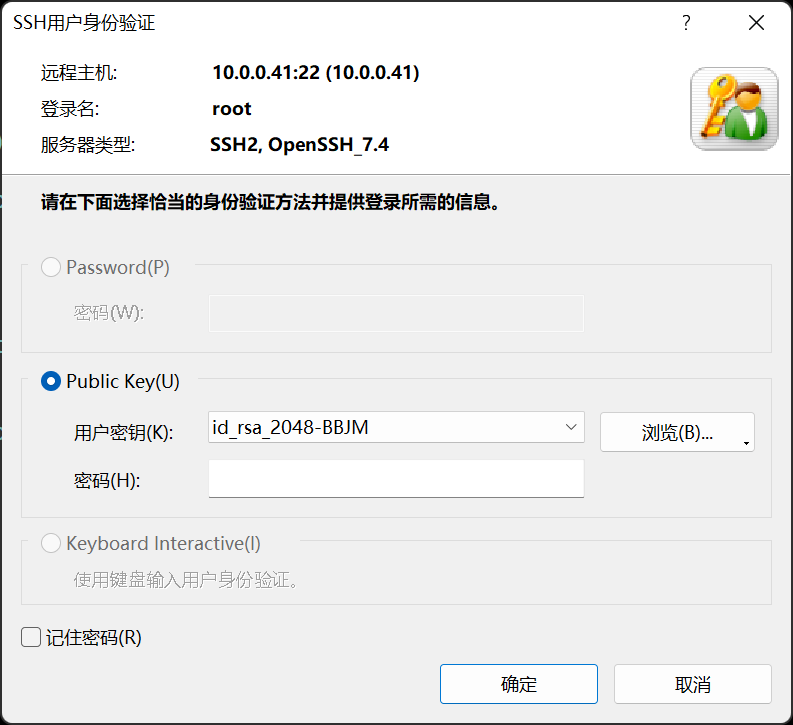 SSH用户身份验证
远程主机: 10.0.0.41:22 (10.0.0.41)
登录名: root
服务器类型: SSH2, OpenSSH_7.4
请在下面选择恰当的身份验证方法并提供登录所需的信息。
Password(P)
密码(W):
Public Key(U)
用户密钥(K): id_rsa_2048-BBJM 浏览(B)...
密码(H):
Keyboard Interactive(I)
使用键盘输入用户身份验证。
记住密码(R)
确定 取消